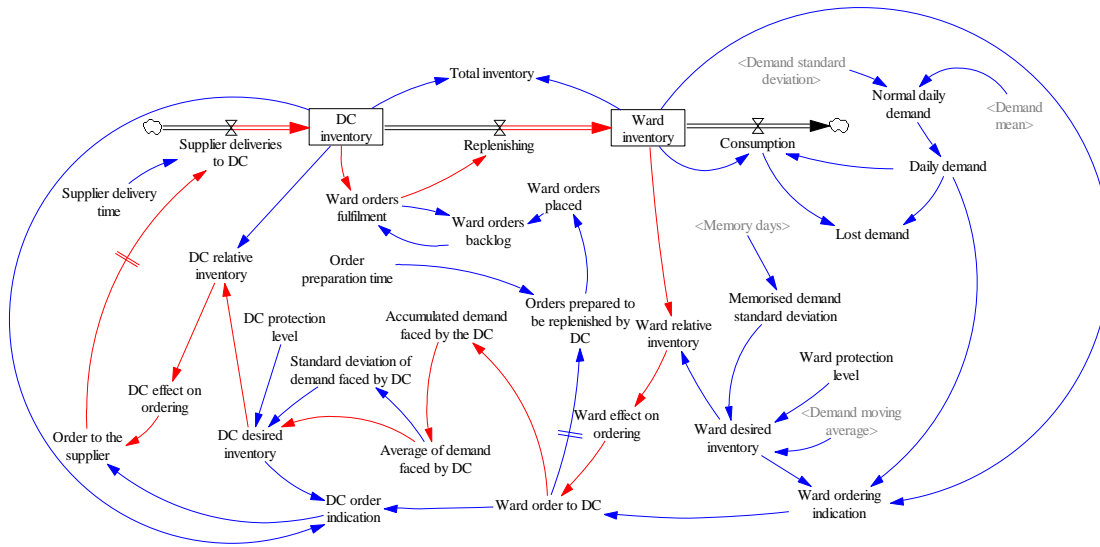 Total inventory
<Demand standard
deviation>
Normal daily
demand
<Demand
mean>
DC
inventory
Ward
inventory
Supplier deliveries
to DC
Replenishing
Consumption
Daily demand
Supplier delivery
time
Ward orders
fulfilment
Ward orders
placed
Ward orders
backlog
Lost demand
<Memory days>
DC relative
inventory
Order
preparation time
Memorised demand
standard deviation
DC protection
level
Accumulated demand
faced by the DC
Orders prepared to
be replenished by
DC
Ward relative
inventory
Standard deviation of
demand faced by DC
Ward protection
level
DC effect on
ordering
Ward effect on
ordering
<Demand moving
average>
Order to the
supplier
DC desired
inventory
Average of demand
faced by DC
Ward desired
inventory
DC order
indication
Ward order to DC
Ward ordering
indication